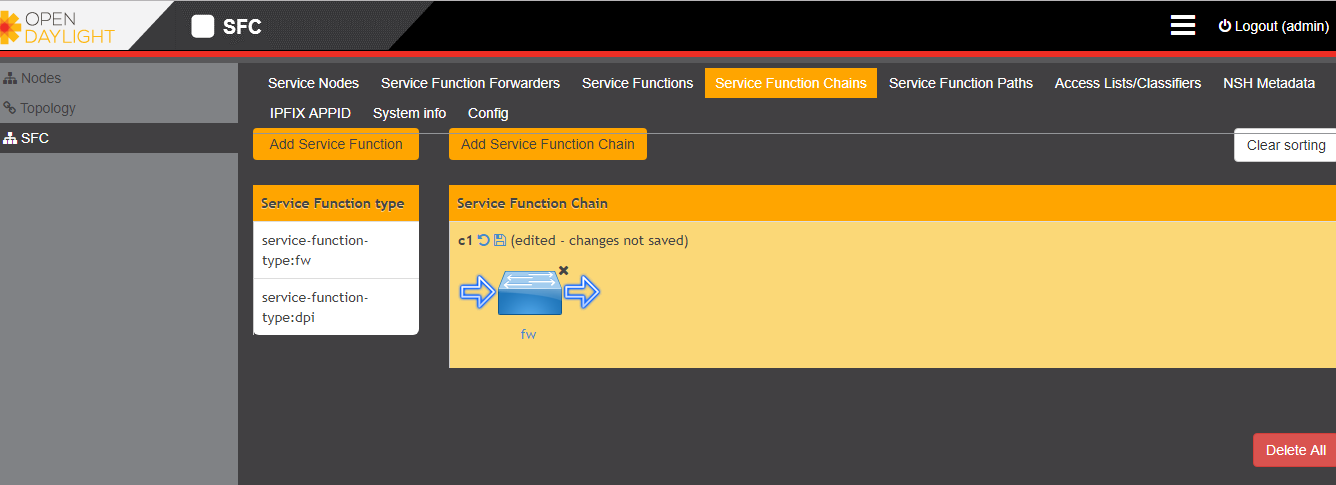 OPEN
DAYLIGHT
SFC
Logout (admin)
Nodes
Topology
SFC
Service Nodes Service Function Forwarders Service Functions Service Function Chains Service Function Paths Access Lists/Classifiers NSH Metadata
IPFIX APPID System info Config
Add Service Function Add Service Function Chain Clear sorting
Service Function type
service-function-
type:fw
service-function-
type:dpi
Service Function Chain
c1 (edited - changes not saved)
fw
Delete All